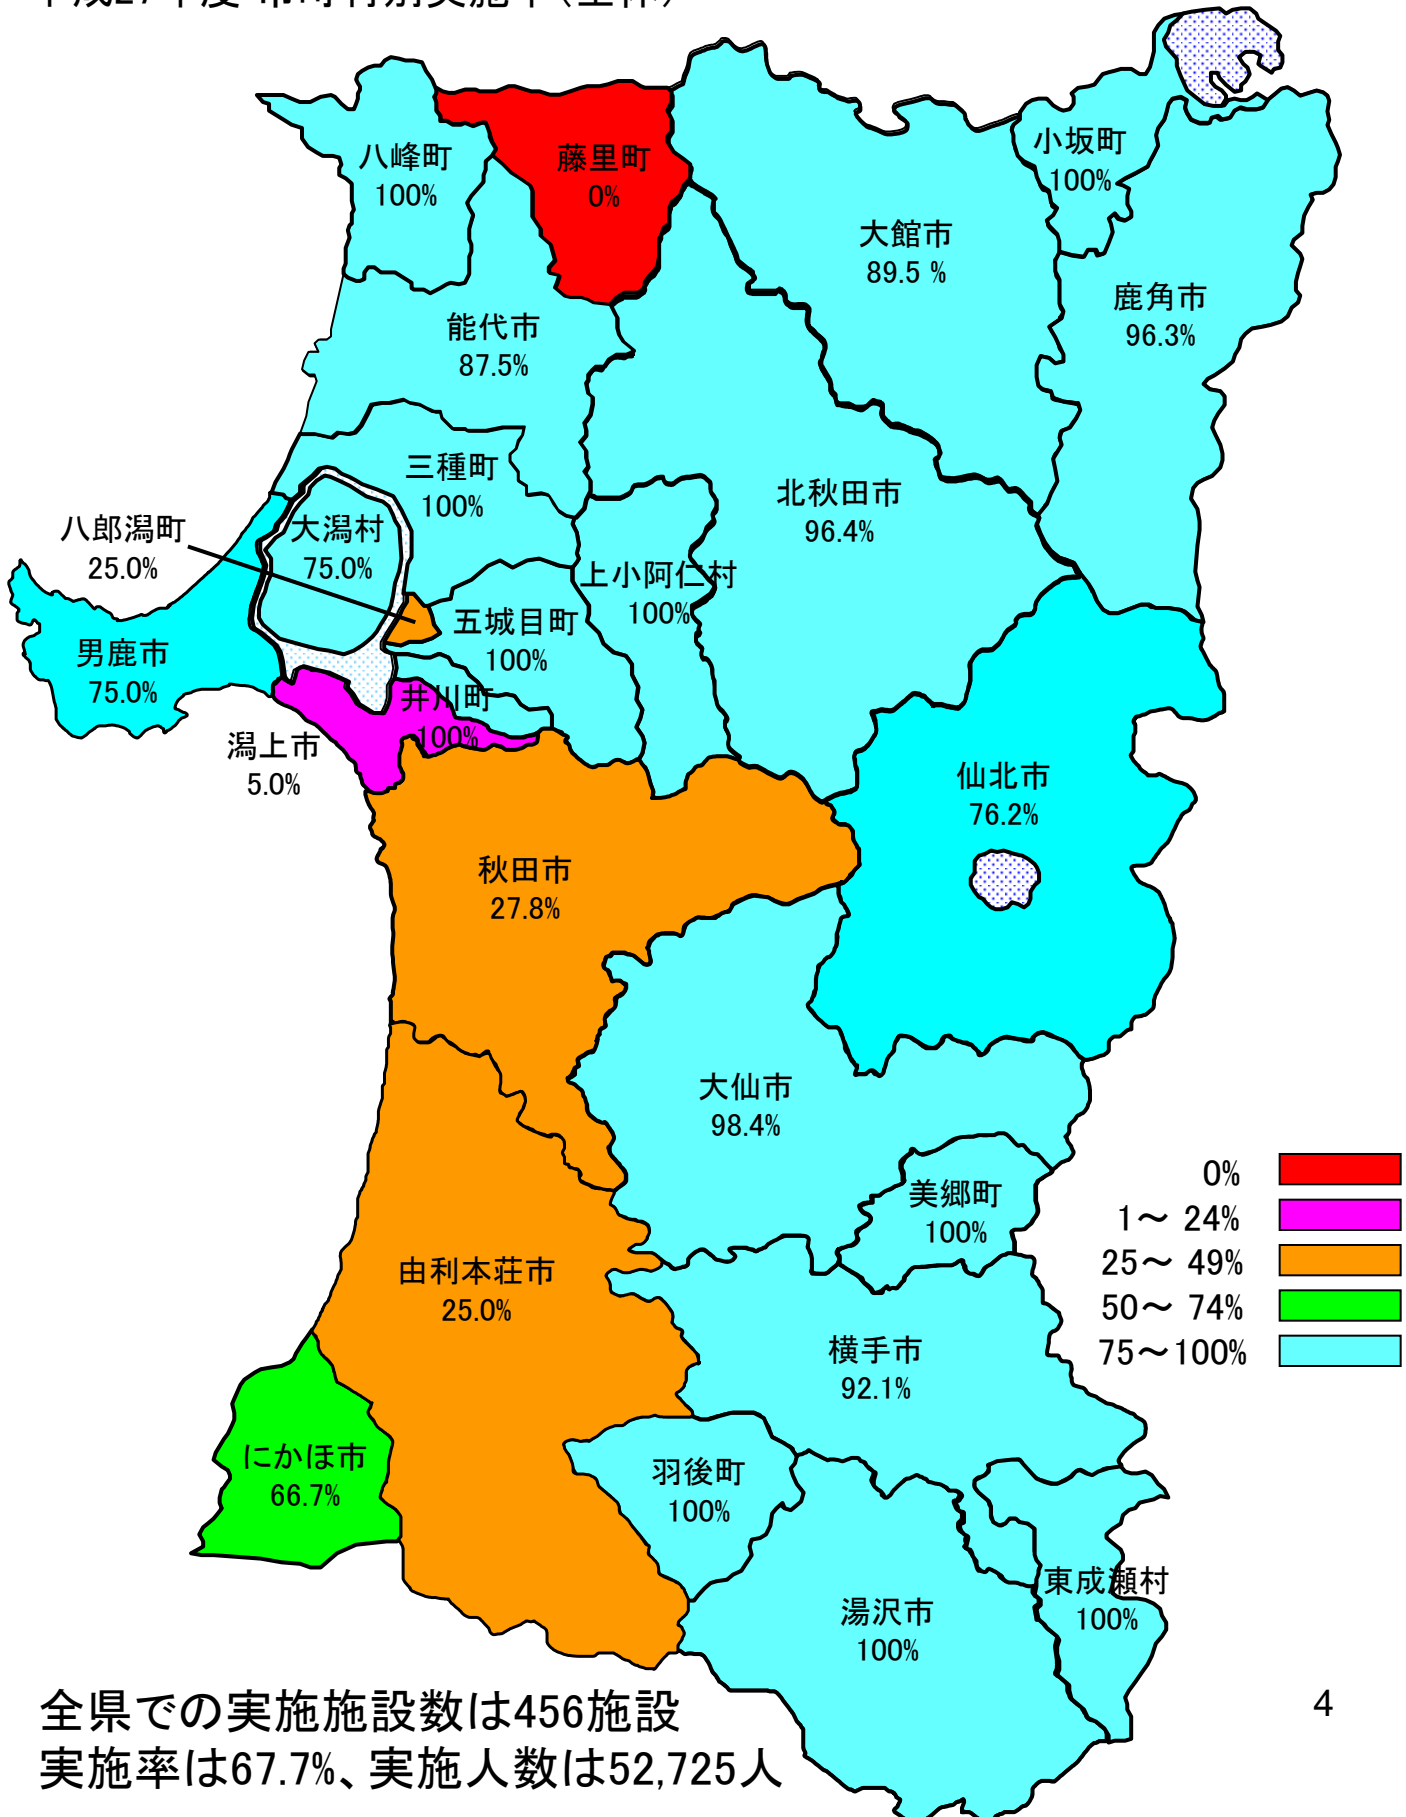 八峰町
100%
藤里町
0%
小坂町
100%
大館市
89.5 %
鹿角市
96.3%
能代市
87.5%
三種町
100%
北秋田市
96.4%
八郎潟町
25.0%
大潟村
75.0%
上小阿仁村
100%
五城目町
100%
男鹿市
75.0%
井川町
100%
潟上市
5.0%
仙北市
76.2%
秋田市
27.8%
大仙市
98.4%
美郷町
100%
0%
1～ 24%
25～ 49%
50～ 74%
75～100%
由利本荘市
25.0%
横手市
92.1%
にかほ市
66.7%
羽後町
100%
東成瀬村
100%
湯沢市
100%
全県での実施施設数は456施設
実施率は67.7%、実施人数は52,725人
4